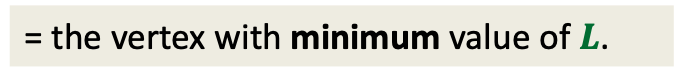 = the vertex with minimum value of L.